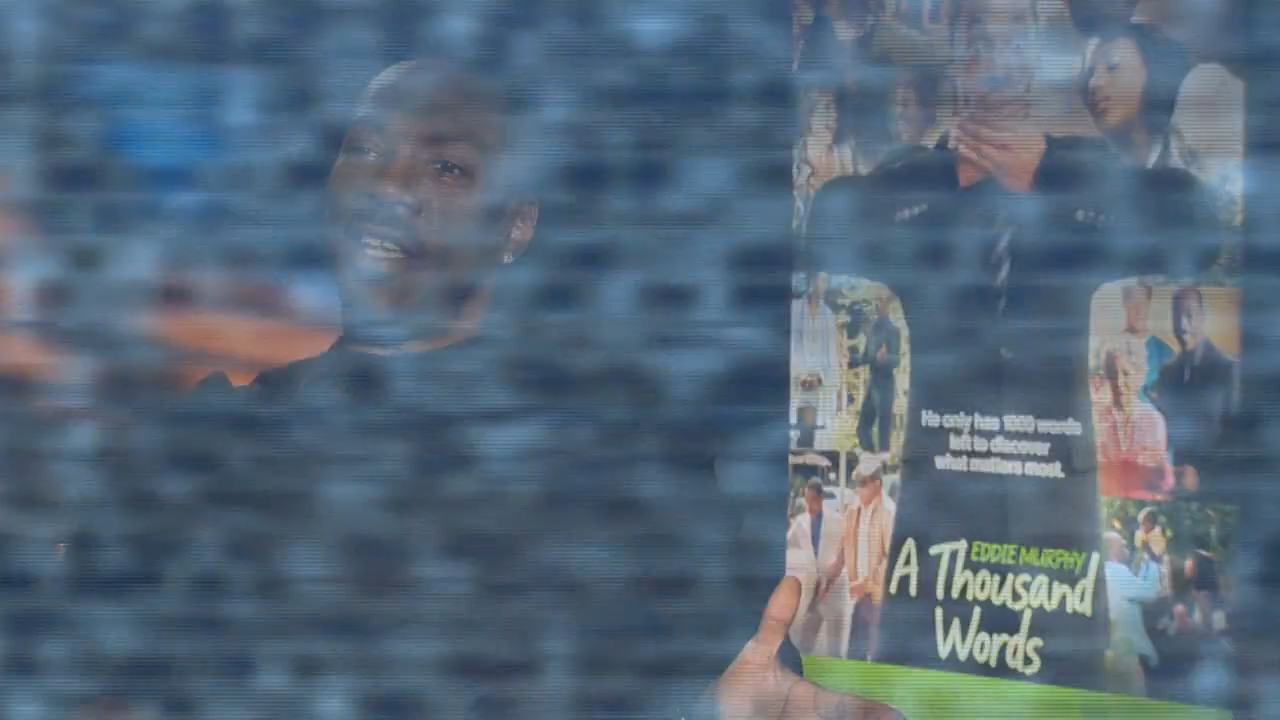 He only has 1000 words
left to discover
what matters most.
EDDIE MURPHY
A Thousand
Words